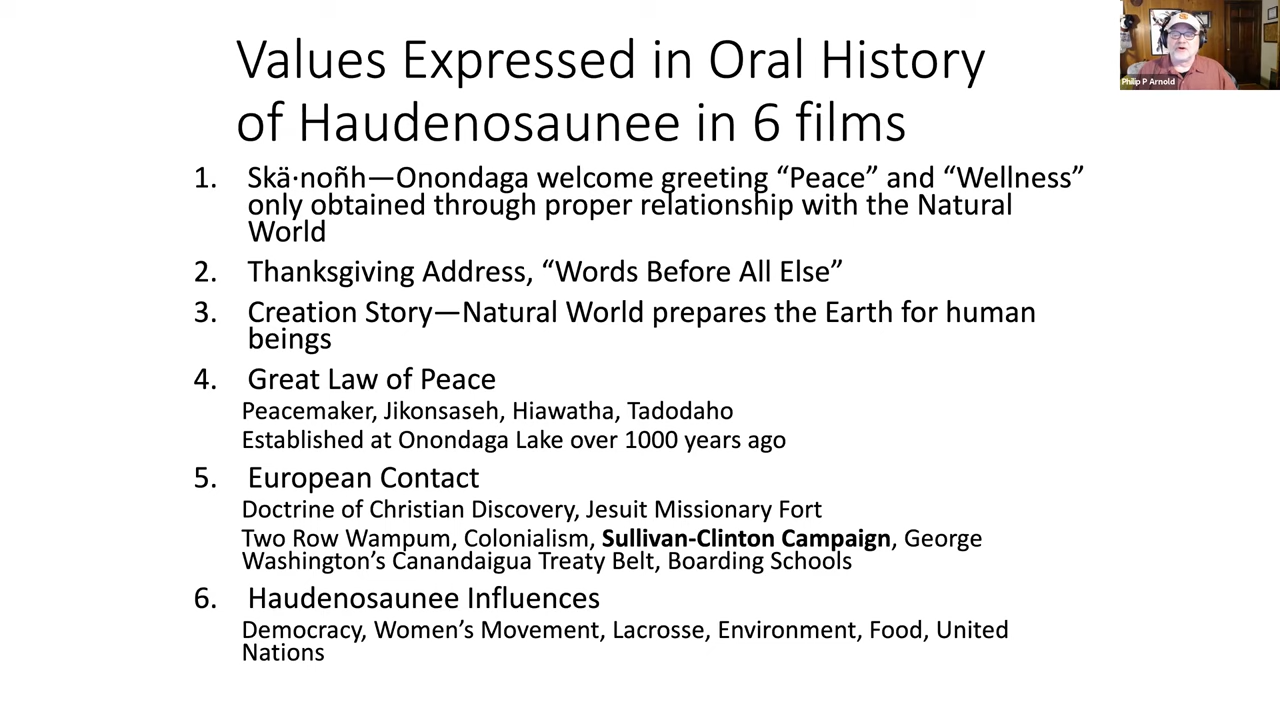 Values Expressed in Oral History
of Haudenosaunee in 6 films
1. Skä·noñh—Onondaga welcome greeting “Peace” and “Wellness”
only obtained through proper relationship with the Natural
World
2. Thanksgiving Address, “Words Before All Else”
3. Creation Story—Natural World prepares the Earth for human
beings
4. Great Law of Peace
Peacemaker, Jikonsaseh, Hiawatha, Tadodaho
Established at Onondaga Lake over 1000 years ago
5. European Contact
Doctrine of Christian Discovery, Jesuit Missionary Fort
Two Row Wampum, Colonialism, Sullivan-Clinton Campaign, George
Washington’s Canandaigua Treaty Belt, Boarding Schools
6. Haudenosaunee Influences
Democracy, Women’s Movement, Lacrosse, Environment, Food, United
Nations
Philip P Arnold